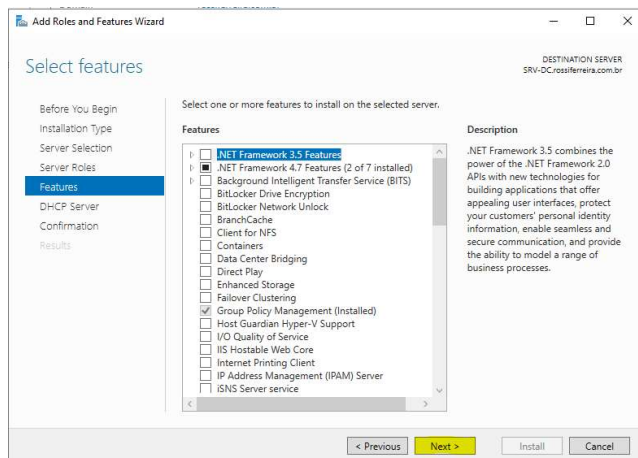 Add Roles and Features Wizard
Select features
DESTINATION SERVER
SRV-DC.rossiferreira.com.br
Before You Begin
Installation Type
Server Selection
Server Roles
Features
DHCP Server
Confirmation
Results
Select one or more features to install on the selected server.
Features
.NET Framework 3.5 Features
.NET Framework 4.7 Features (2 of 7 installed)
Background Intelligent Transfer Service (BITS)
BitLocker Drive Encryption
BitLocker Network Unlock
BranchCache
Client for NFS
Containers
Data Center Bridging
Direct Play
Enhanced Storage
Failover Clustering
Group Policy Management (Installed)
Host Guardian Hyper-V Support
I/O Quality of Service
IIS Hostable Web Core
Internet Printing Client
IP Address Management (IPAM) Server
iSNS Server service
Description
.NET Framework 3.5 combines the
power of the .NET Framework 2.0
APIs with new technologies for
building applications that offer
appealing user interfaces, protect
your customers' personal identity
information, enable seamless and
secure communication, and provide
the ability to model a range of
business processes.
< Previous
Next >
Install
Cancel